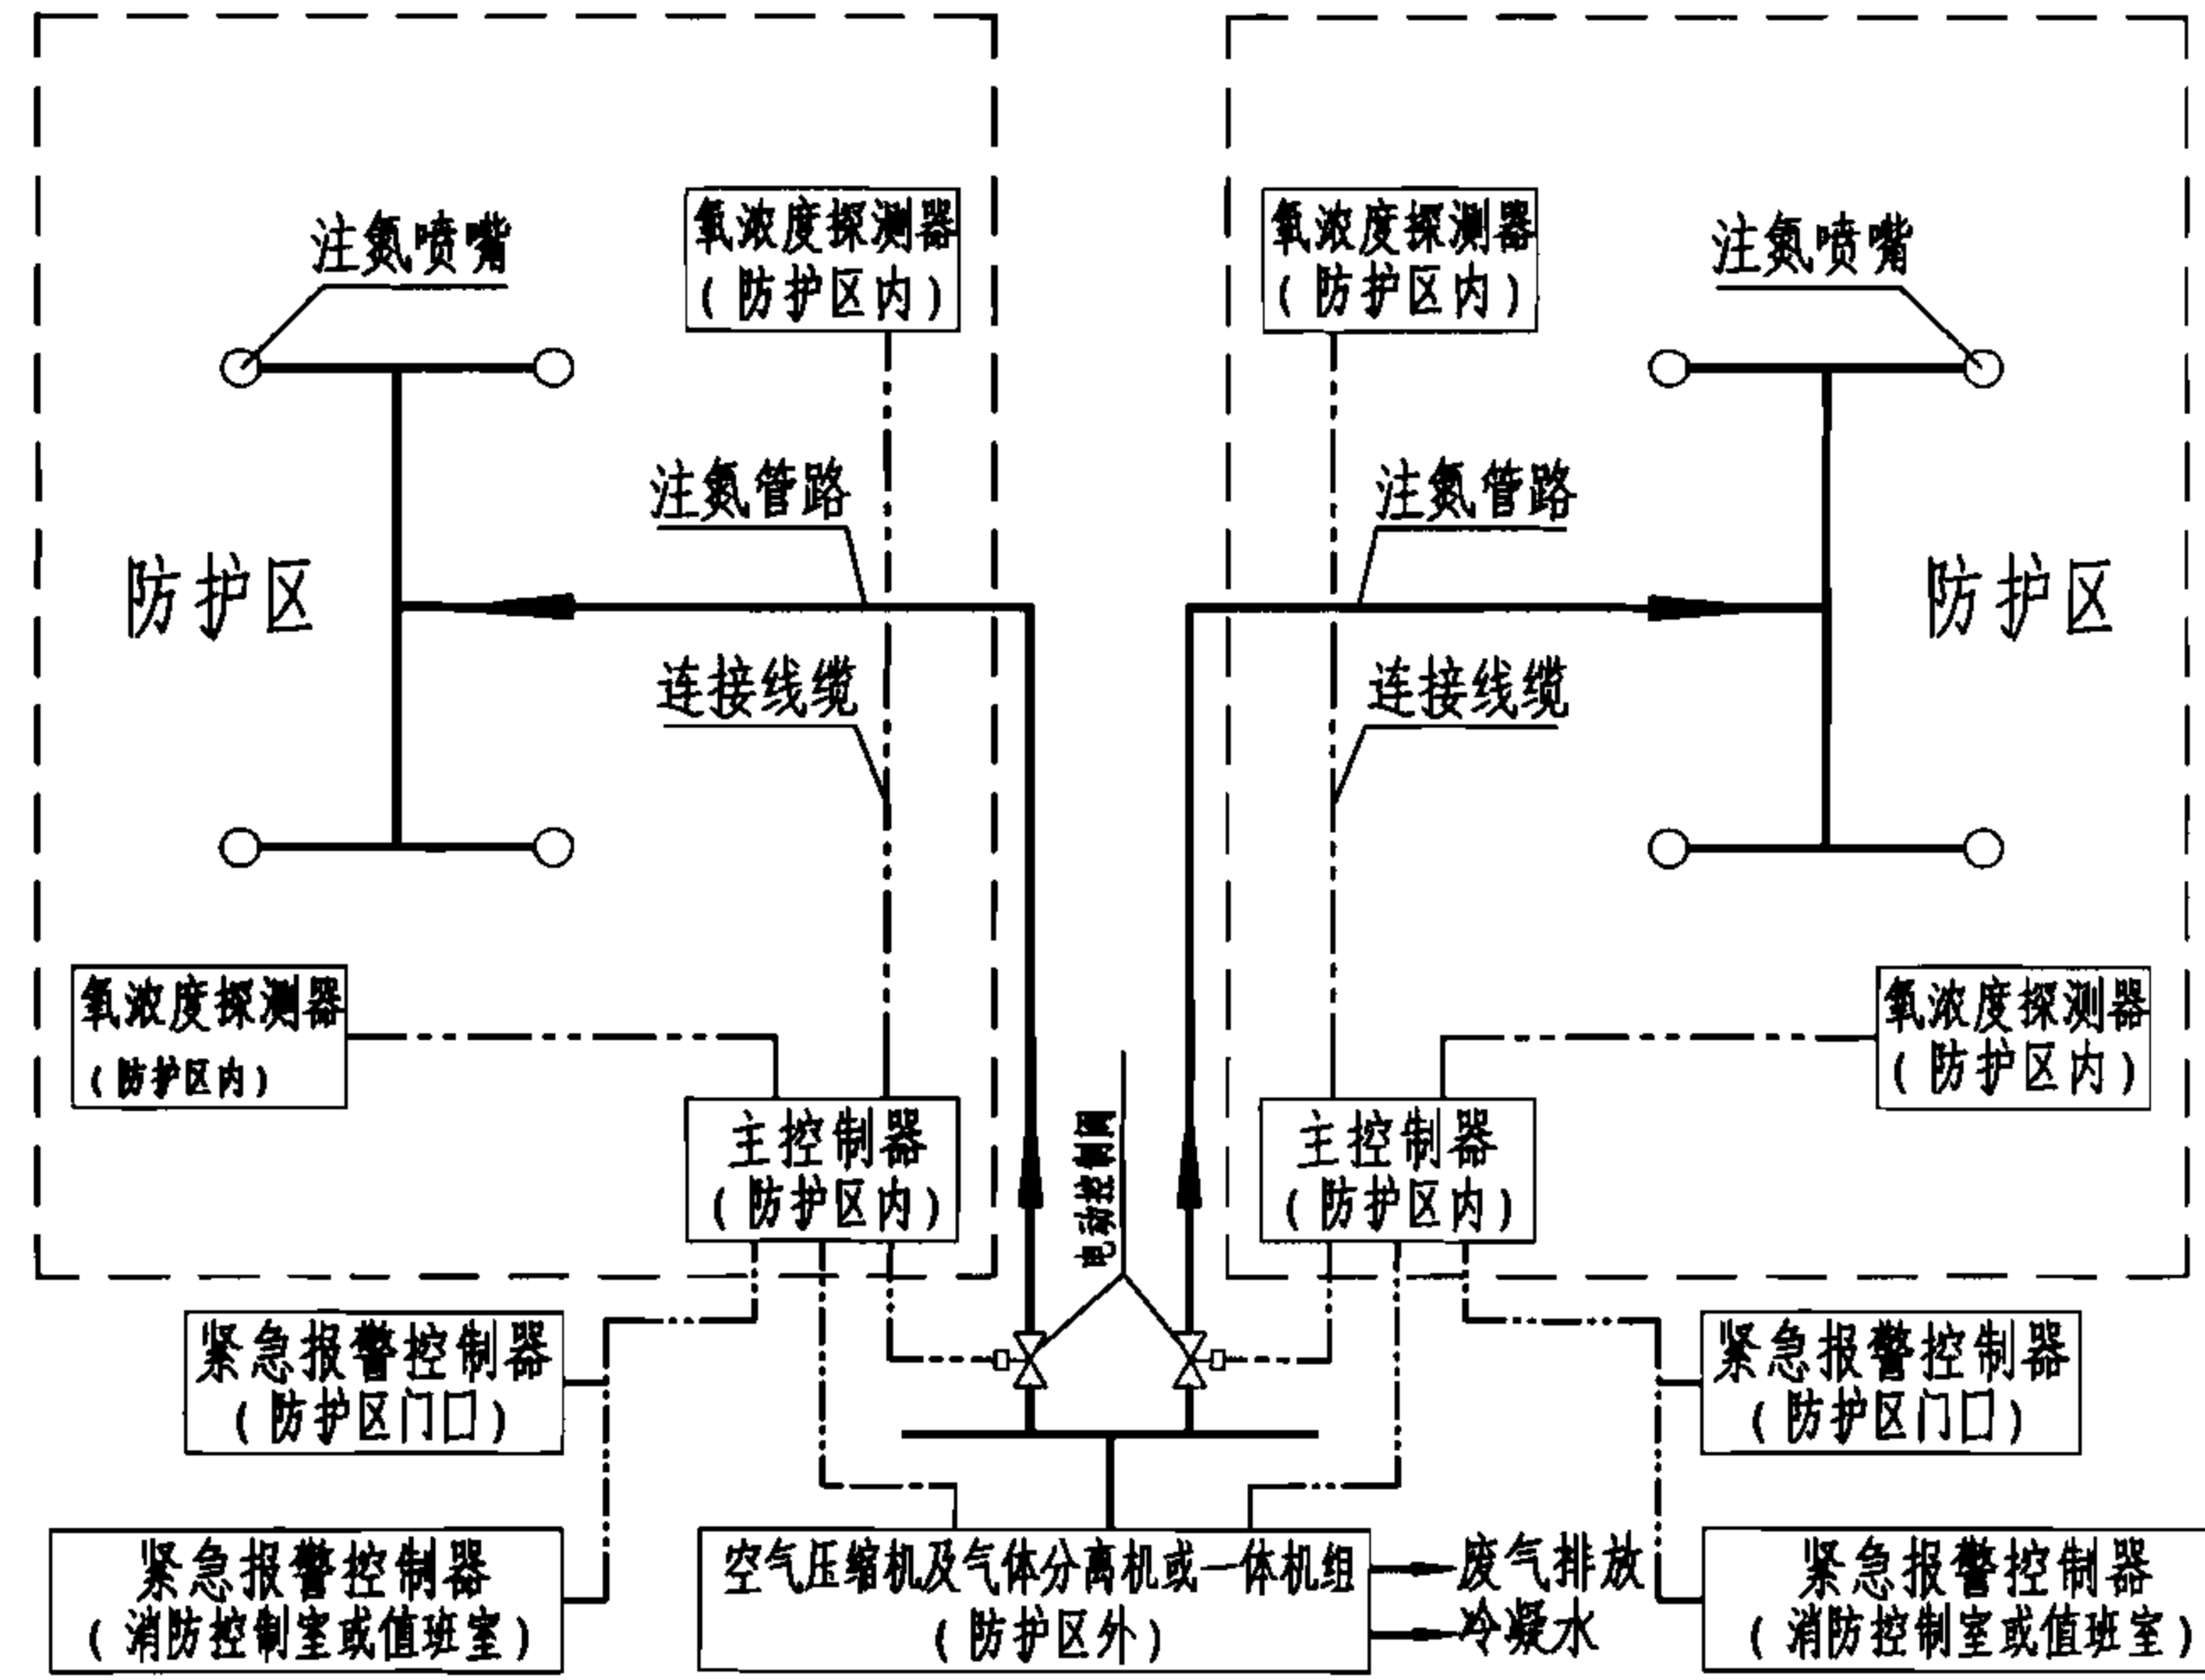 注氮喷嘴
氧浓度探测器
（防护区内）
氧浓度探测器
（防护区内）
注氮喷嘴
注氮管路
注氮管路
防护区
防护区
连接线缆
连接线缆
氧浓度探测器
（防护区内）
氧浓度探测器
（防护区内）
主控制器
（防护区内）
电动控制阀
主控制器
（防护区内）
紧急报警控制器
（防护区门口）
紧急报警控制器
（防护区门口）
紧急报警控制器
（消防控制室或值班室）
空气压缩机及气体分离机或一体机组
（防护区外）
废气排放
冷凝水
紧急报警控制器
（消防控制室或值班室）